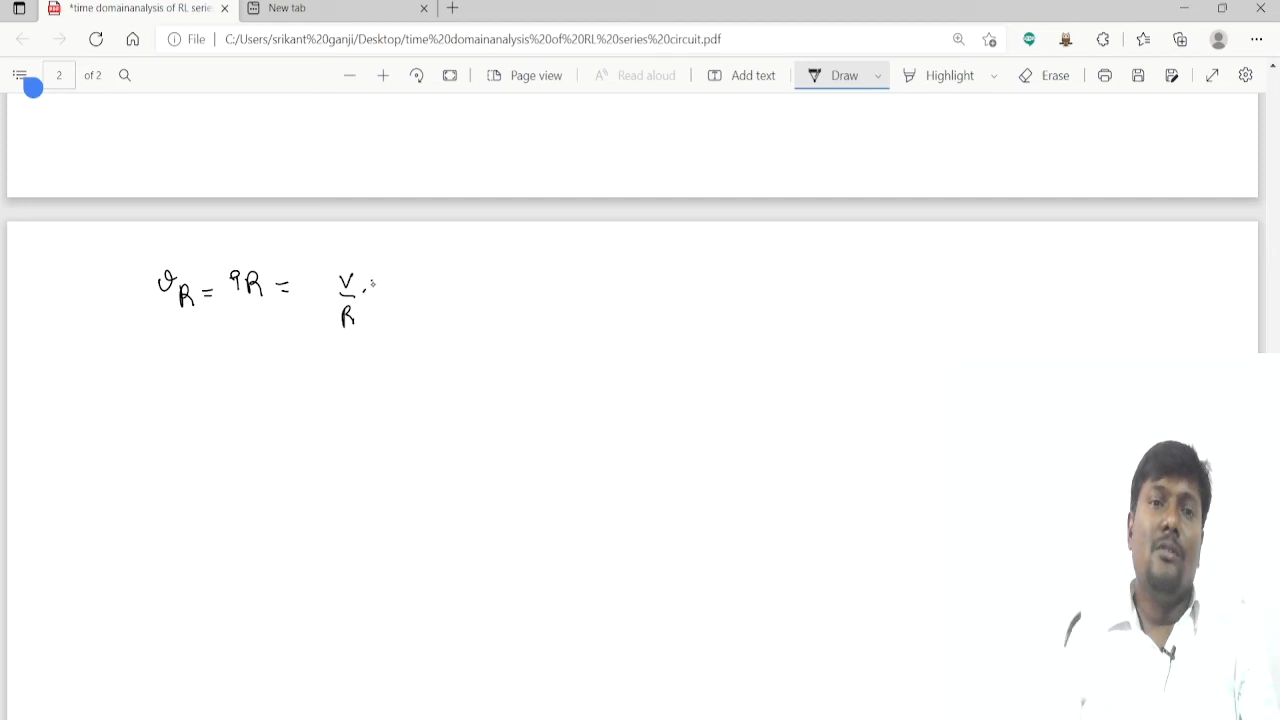 *time domainanalysis of RL serie
New tab
File | C:/Users/srikant%20ganji/Desktop/time%20domainanalysis%20of%20RL%20series%20circuit.pdf
2 of 2 Page view Read aloud Add text Draw Highlight Erase
v_R = iR = V/R .